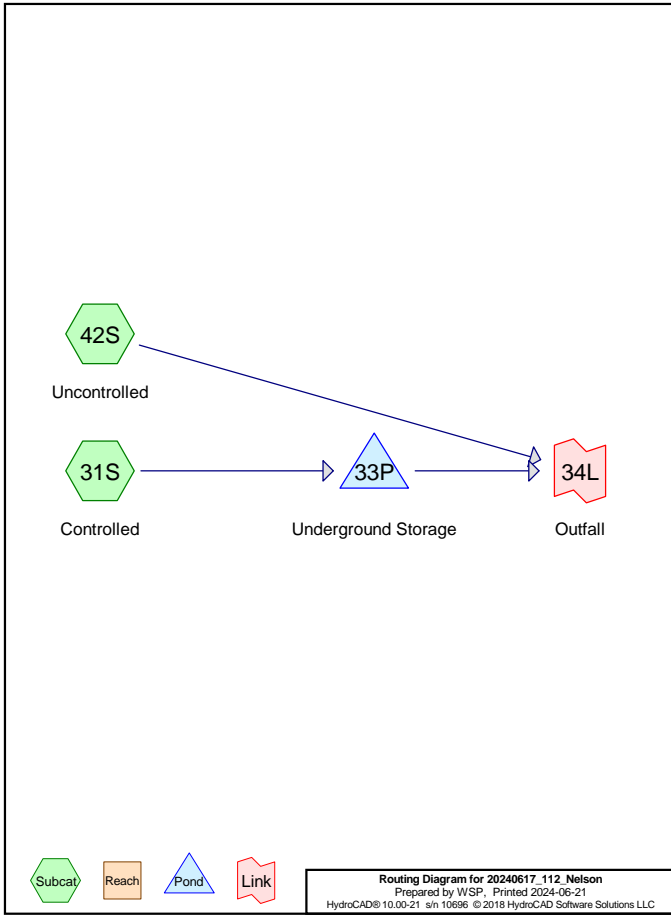 42S
Uncontrolled
31S
33P
34L
Controlled
Underground Storage
Outfall
Subcat
Reach
Pond
Link
Routing Diagram for 20240617_112_Nelson
Prepared by WSP, Printed 2024-06-21
HydroCAD® 10.00-21 s/n 10696 © 2018 HydroCAD Software Solutions LLC